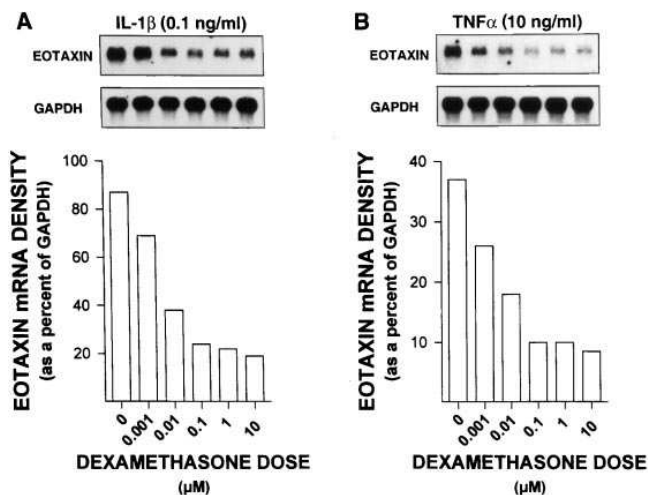 A
IL-1β (0.1 ng/ml)
EOTAXIN
GAPDH
EOTAXIN mRNA DENSITY
(as a percent of GAPDH)
100
80
60
40
20
0 0.001 0.01 0.1 1 10
DEXAMETHASONE DOSE
(µM)
B
TNFα (10 ng/ml)
EOTAXIN
GAPDH
EOTAXIN mRNA DENSITY
(as a percent of GAPDH)
40
30
20
10
0 0.001 0.01 0.1 1 10
DEXAMETHASONE DOSE
(µM)